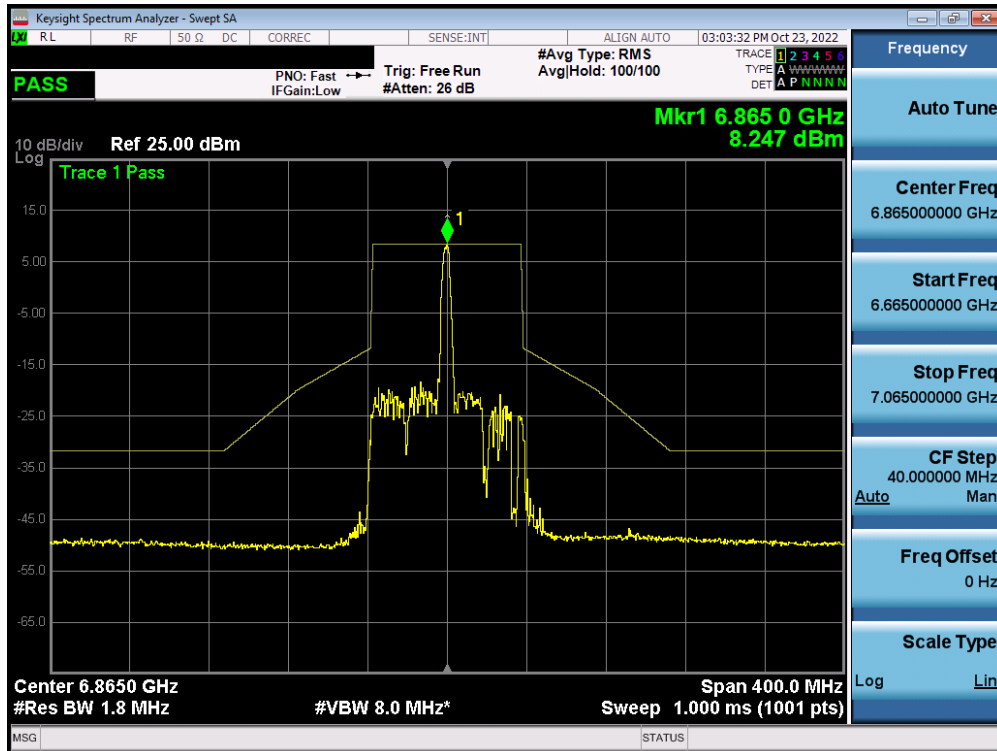 Keysight Spectrum Analyzer - Swept SA
LXI RL RF 50 Ω DC CORREC SENSE:INT ALIGN AUTO 03:03:32 PM Oct 23, 2022
PASS
PNO: Fast
IFGain:Low
Trig: Free Run
#Atten: 26 dB
#Avg Type: RMS
Avg|Hold: 100/100
TRACE 1 2 3 4 5 6
TYPE A WWWWW
DET A P N N N N
Mkr1 6.865 0 GHz
8.247 dBm
10 dB/div
Log
Ref 25.00 dBm
Trace 1 Pass
1
15.0
5.00
-5.00
-15.0
-25.0
-35.0
-45.0
-55.0
-65.0
Center 6.8650 GHz
Span 400.0 MHz
#Res BW 1.8 MHz
#VBW 8.0 MHz*
Sweep 1.000 ms (1001 pts)
MSG
STATUS
Frequency
Auto Tune
Center Freq
6.865000000 GHz
Start Freq
6.665000000 GHz
Stop Freq
7.065000000 GHz
CF Step
40.000000 MHz
Auto Man
Freq Offset
0 Hz
Scale Type
Log Lin